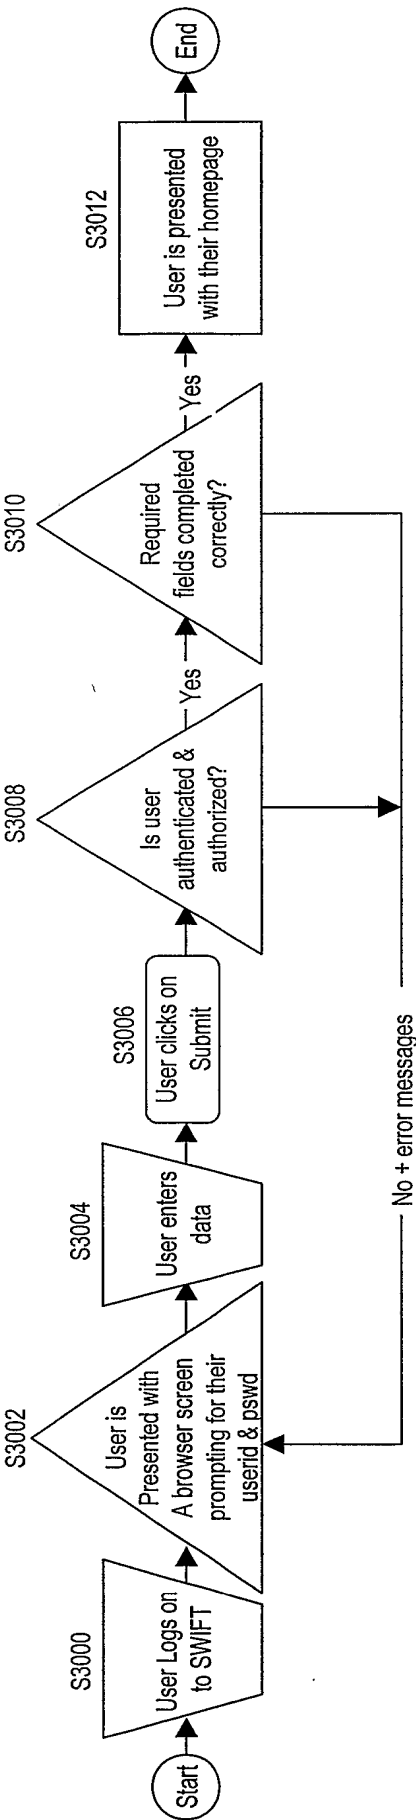 Start
S3000
User Logs on
to SWIFT
S3002
User is
Presented with
A browser screen
prompting for their
userid & pswd
S3004
User enters
data
S3006
User clicks on
Submit
S3008
Is user
authenticated &
authorized?
Yes
S3010
Required
fields completed
correctly?
Yes
S3012
User is presented
with their homepage
End
No + error messages